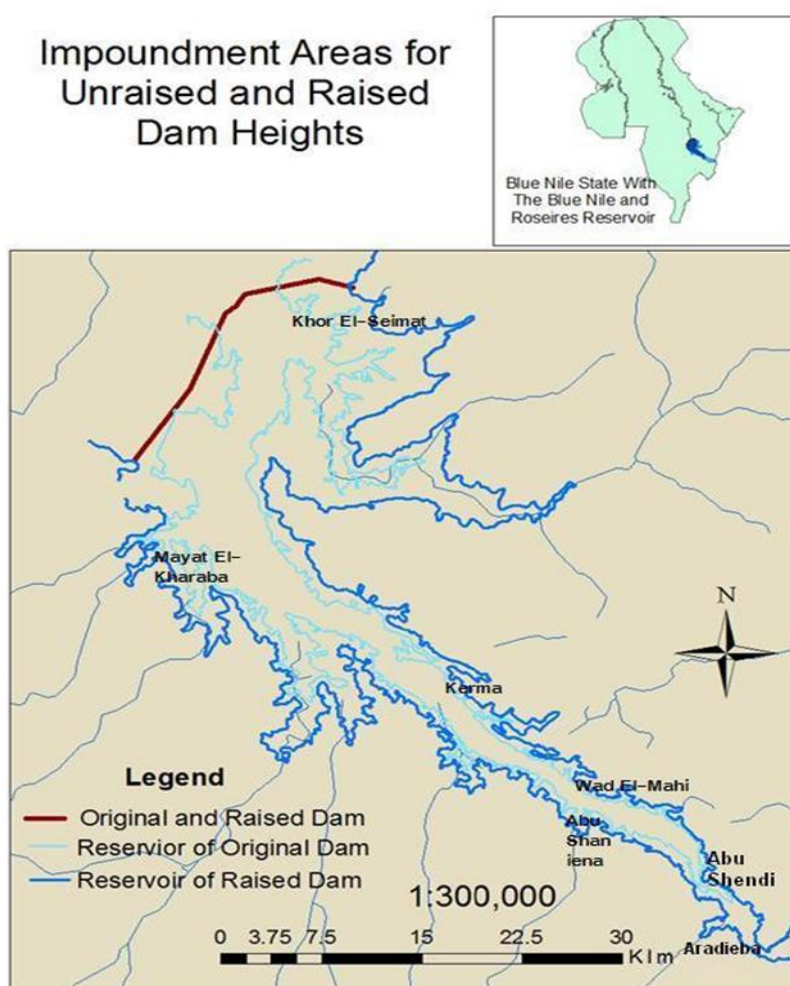 Impoundment Areas for
Unraised and Raised
Dam Heights
Blue Nile State With
The Blue Nile and
Roseires Reservoir
Khor El-Seimat
Mayat El-
Kharaba
N
Kerma
Wad El-Mahi
Abu
Shan
iena
Abu
Shendi
Aradieba
Legend
Original and Raised Dam
Reservior of Original Dam
Reservoir of Raised Dam
1:300,000
0 3.75 7.5 15 22.5 30
Klm